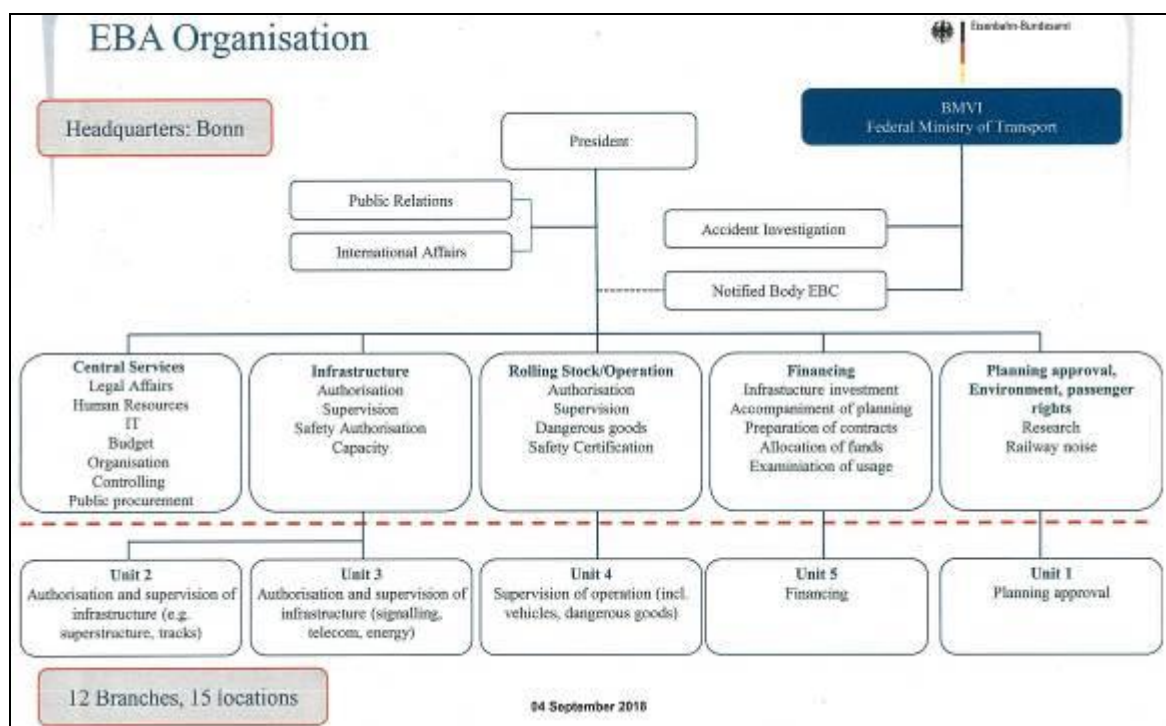 EBA Organisation
Eisenbahn-Bundesamt
Headquarters: Bonn
BMVI
Federal Ministry of Transport
President
Public Relations
International Affairs
Accident Investigation
Notified Body EBC
Central Services
Legal Affairs
Human Resources
IT
Budget
Organisation
Controlling
Public procurement
Infrastructure
Authorisation
Supervision
Safety Authorisation
Capacity
Rolling Stock/Operation
Authorisation
Supervision
Dangerous goods
Safety Certification
Financing
Infrastucture investment
Accompaniment of planning
Preparation of contracts
Allocation of funds
Examiniation of usage
Planning approval,
Environment, passenger
rights
Research
Railway noise
Unit 2
Authorisation and supervision of
infrastructure (e.g.
superstructure, tracks)
Unit 3
Authorisation and supervision of
infrastructure (signalling,
telecom, energy)
Unit 4
Supervision of operation (incl.
vehicles, dangerous goods)
Unit 5
Financing
Unit 1
Planning approval
12 Branches, 15 locations
04 September 2018